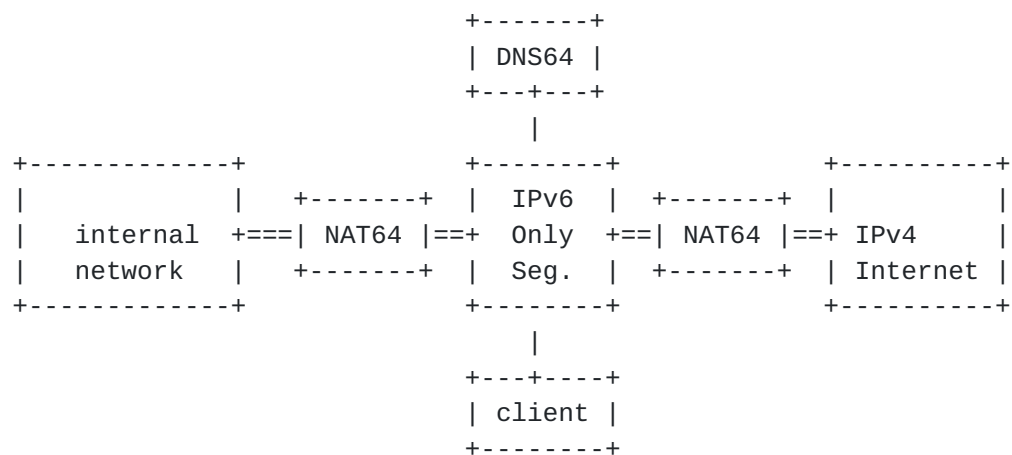 DNS64
IPv6
internal NAT64 Only NAT64 IPv4
network Seg. Internet
client